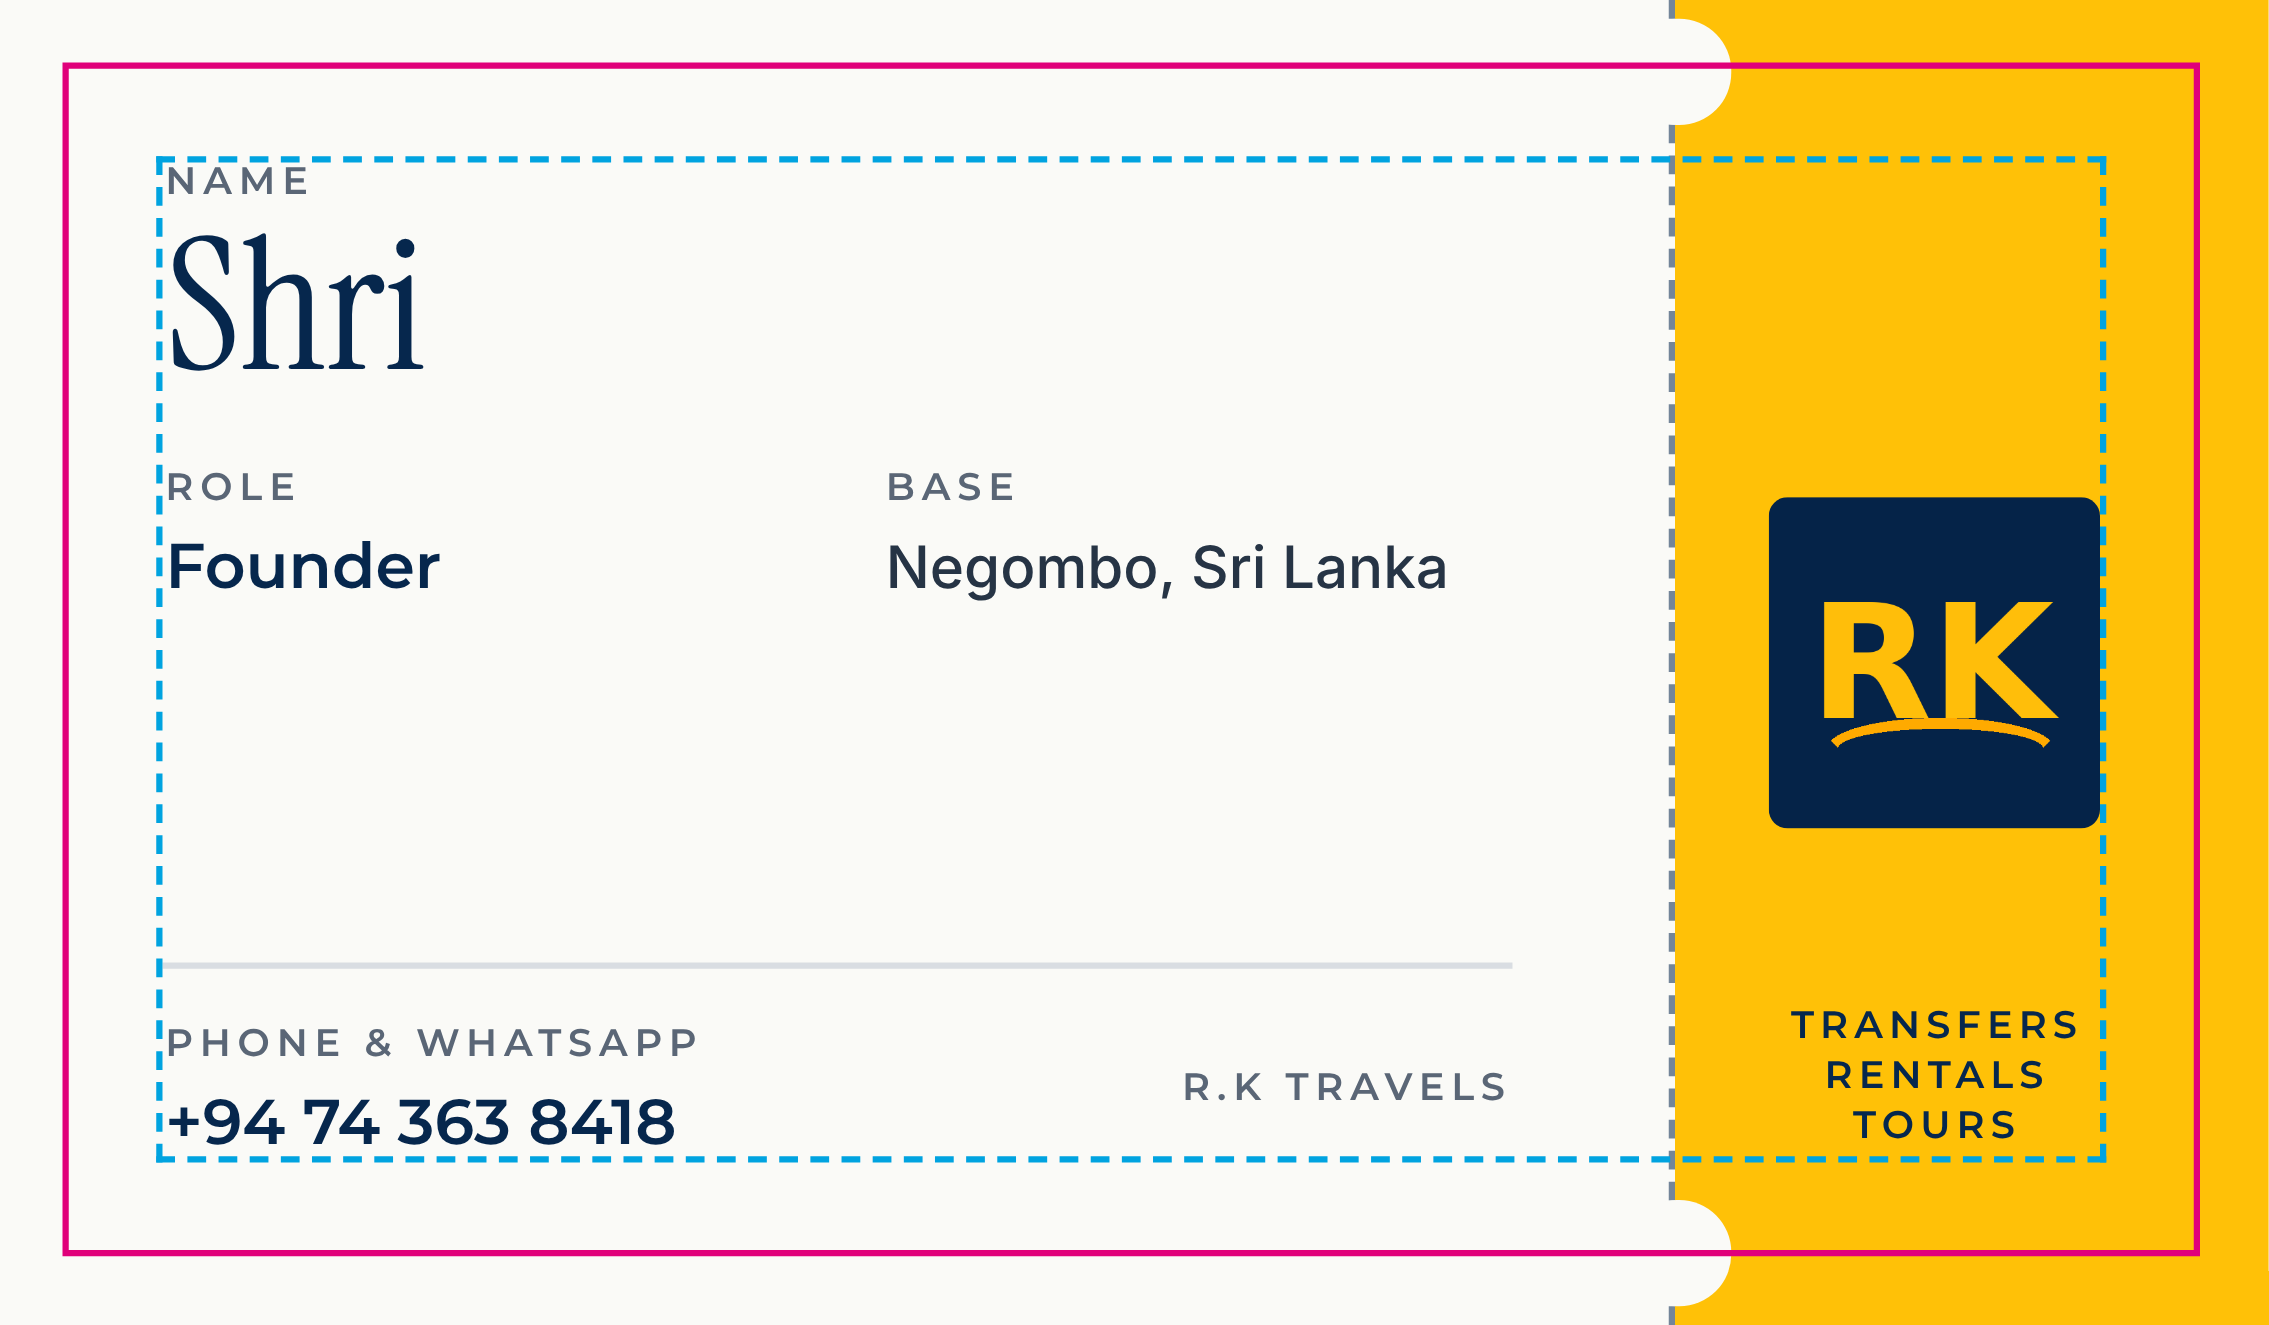 NAME
Shri
ROLE
Founder
BASE
Negombo, Sri Lanka
PHONE & WHATSAPP
+94 74 363 8418
R.K TRAVELS
RK
TRANSFERS
RENTALS
TOURS